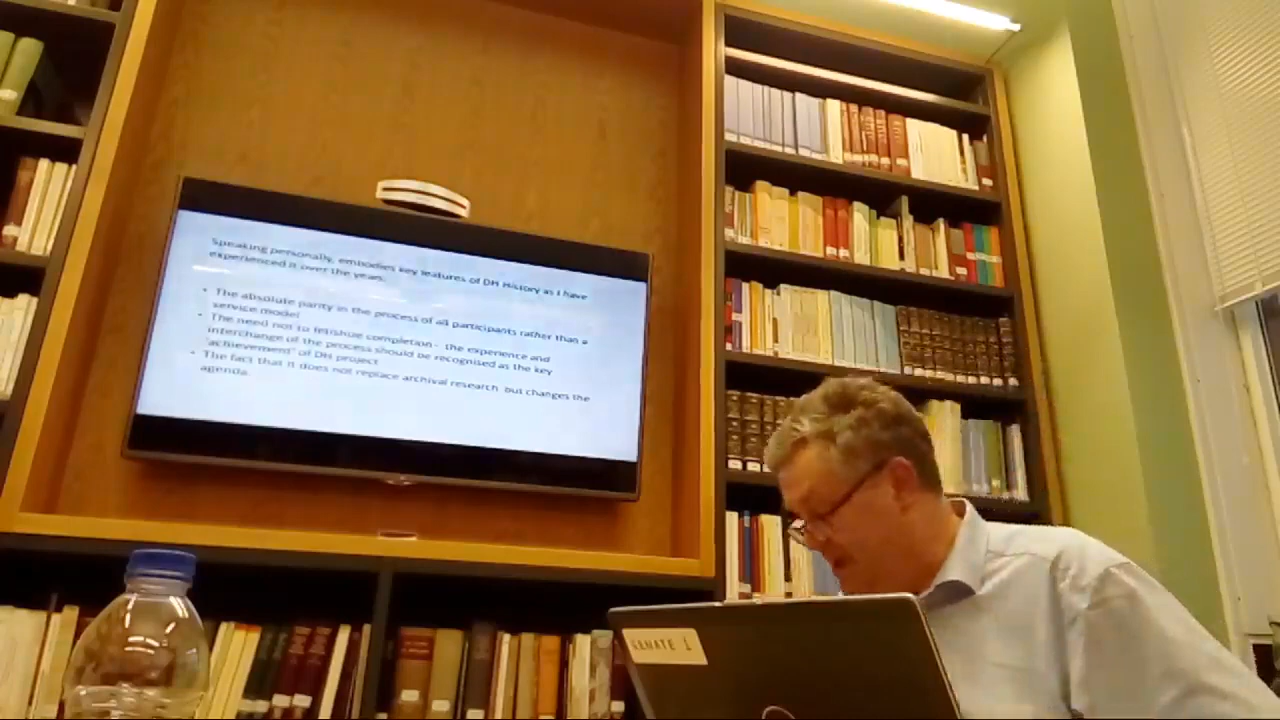 Speaking personally, embodies key features of DH History as I have
experienced it over the years:
• The absolute parity in the process of all participants rather than a
service model
• The need not to fetishize completion - the experience and
interchange of the process should be recognised as the key
'achievement' of DH project
• The fact that it does not replace archival research but changes the
agenda.
SENATE 1